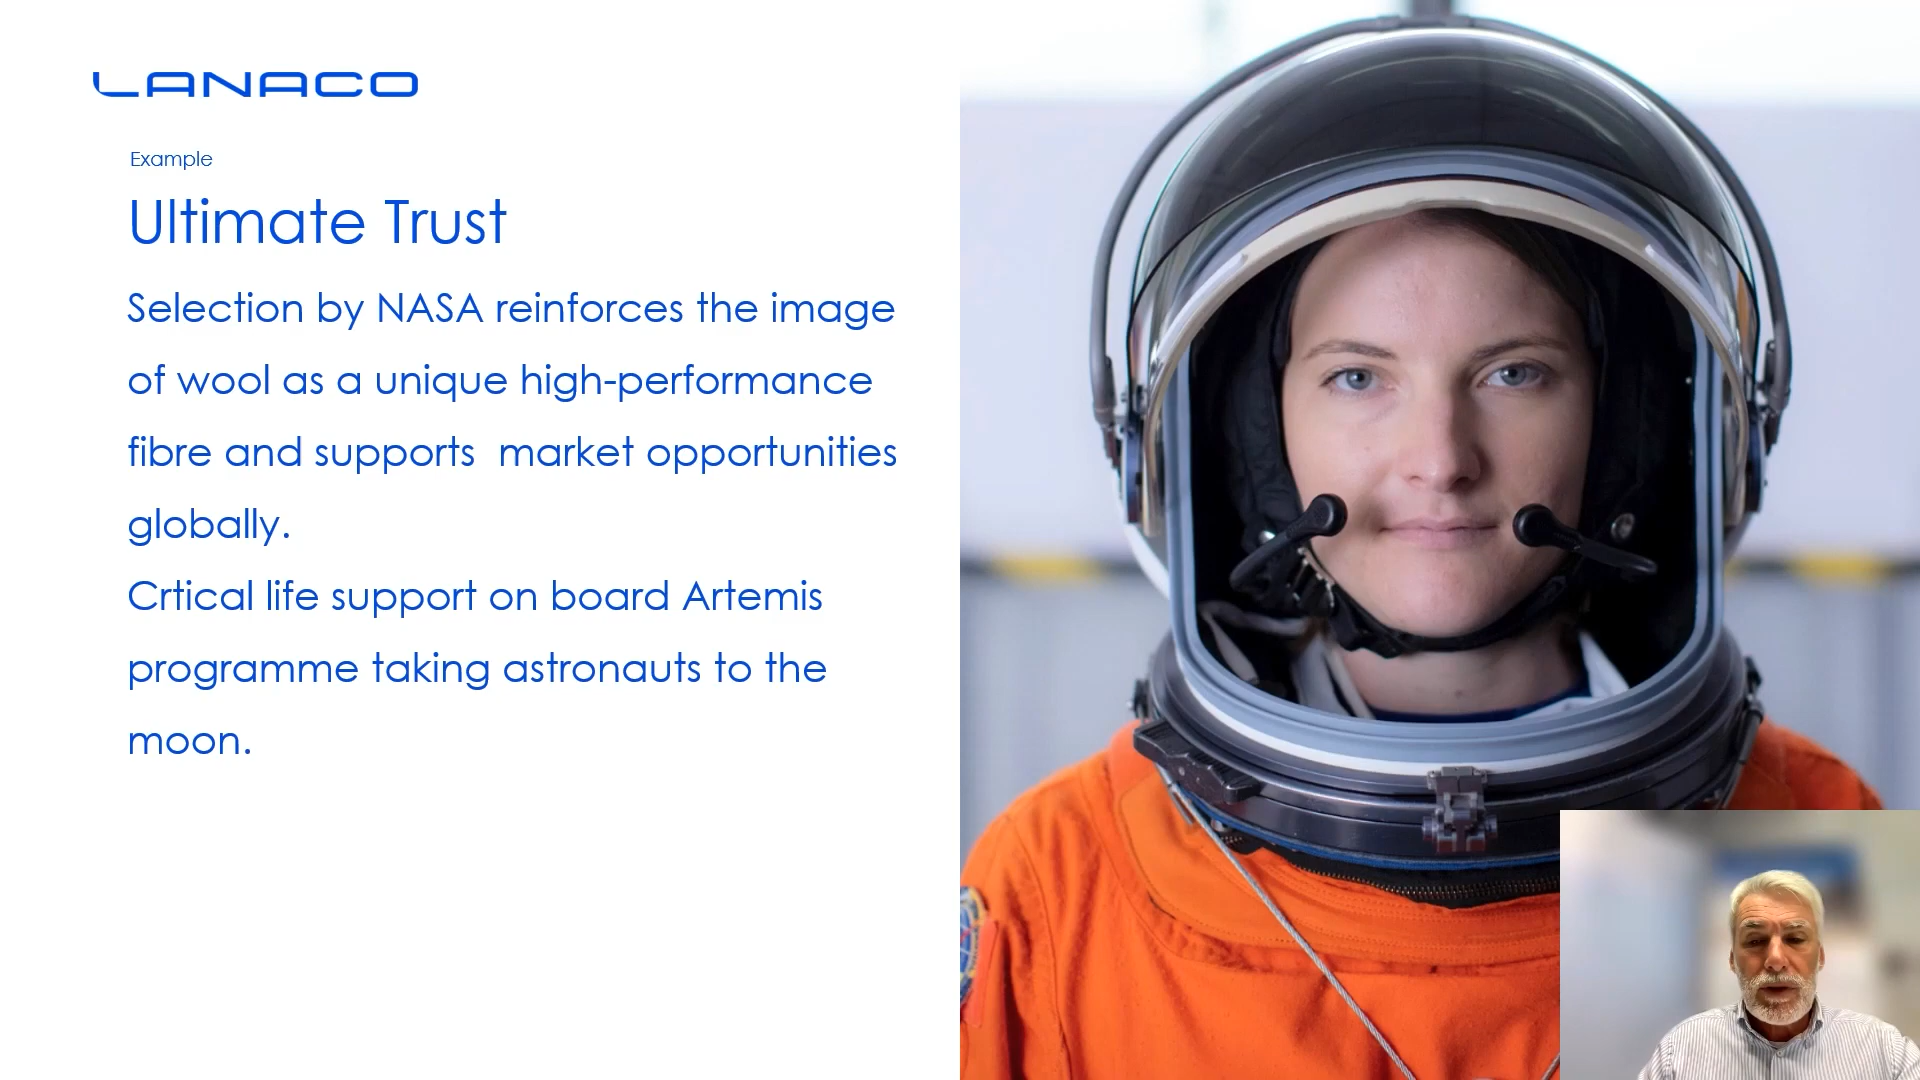 LANACO
Example
Ultimate Trust
Selection by NASA reinforces the image
of wool as a unique high-performance
fibre and supports  market opportunities
globally.
Crtical life support on board Artemis
programme taking astronauts to the
moon.